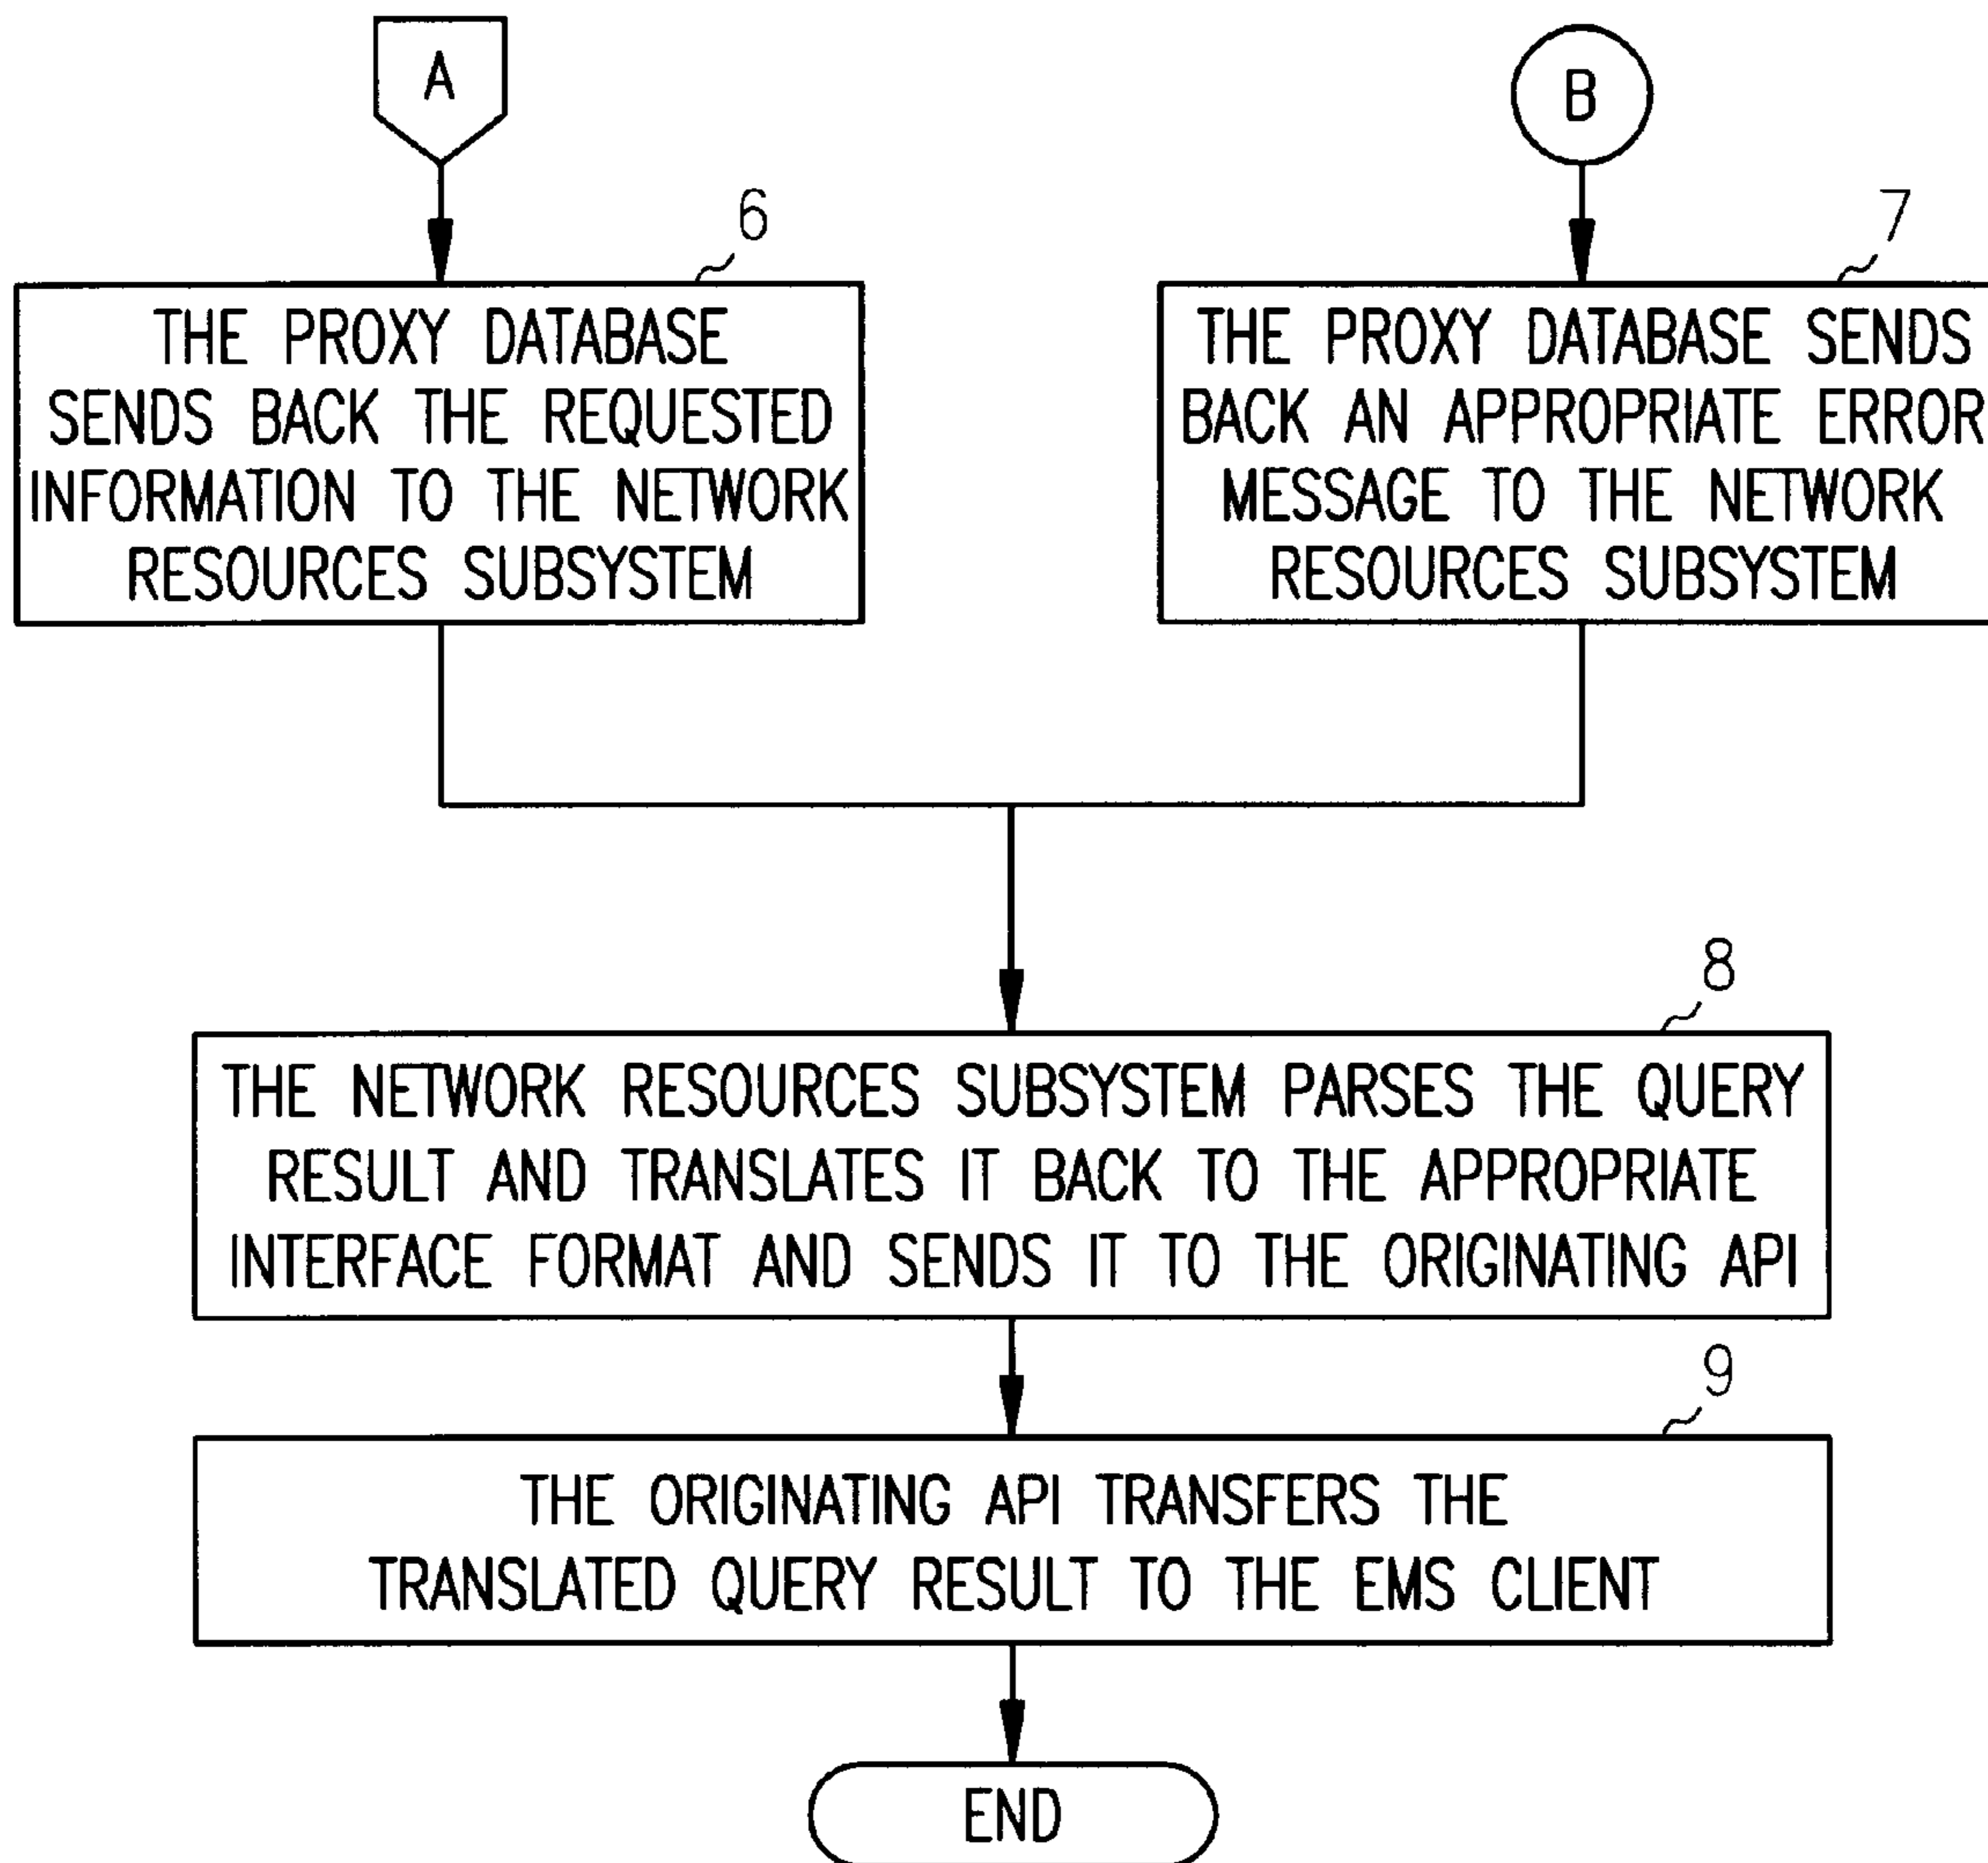 A
B
6
THE PROXY DATABASE
SENDS BACK THE REQUESTED
INFORMATION TO THE NETWORK
RESOURCES SUBSYSTEM
7
THE PROXY DATABASE SENDS
BACK AN APPROPRIATE ERROR
MESSAGE TO THE NETWORK
RESOURCES SUBSYSTEM
8
THE NETWORK RESOURCES SUBSYSTEM PARSES THE QUERY
RESULT AND TRANSLATES IT BACK TO THE APPROPRIATE
INTERFACE FORMAT AND SENDS IT TO THE ORIGINATING API
9
THE ORIGINATING API TRANSFERS THE
TRANSLATED QUERY RESULT TO THE EMS CLIENT
END